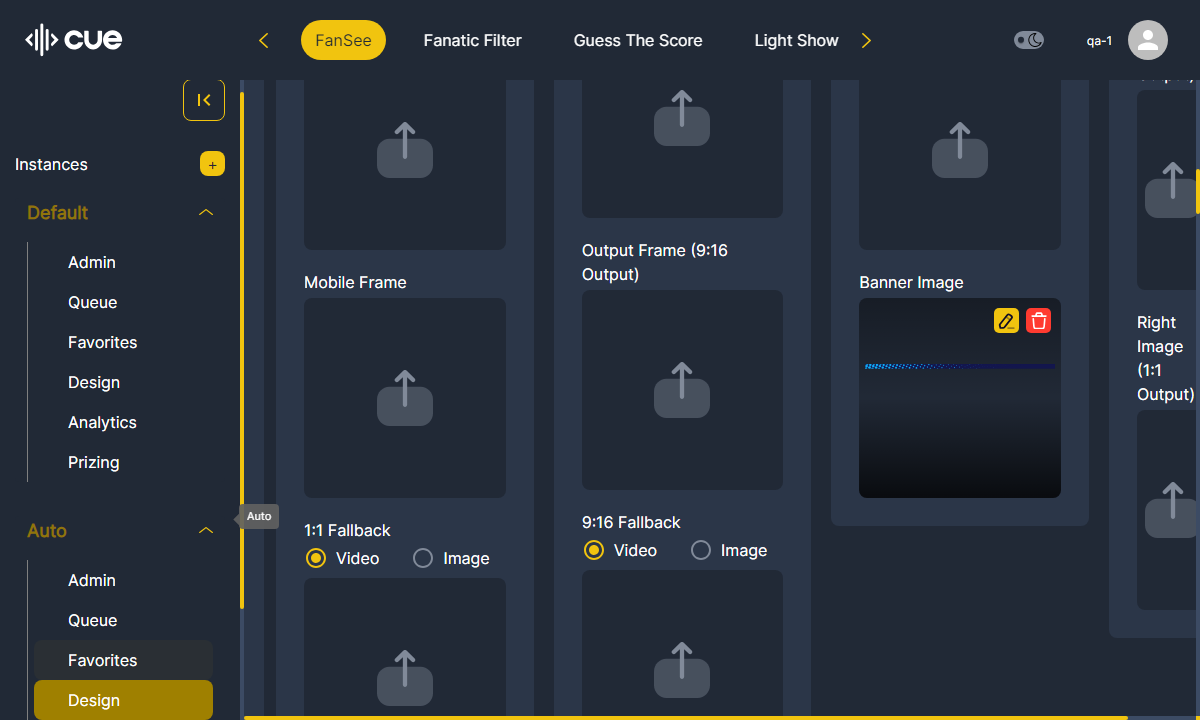 cue
FanSee
Fanatic Filter
Guess The Score
Light Show
qa-1
Instances
+
Default
Admin
Queue
Favorites
Design
Analytics
Prizing
Auto
Admin
Queue
Favorites
Design
Auto
Mobile Frame
1:1 Fallback
Video
Image
Output Frame (9:16
Output)
9:16 Fallback
Video
Image
Banner Image
Right
Image
(1:1
Output)